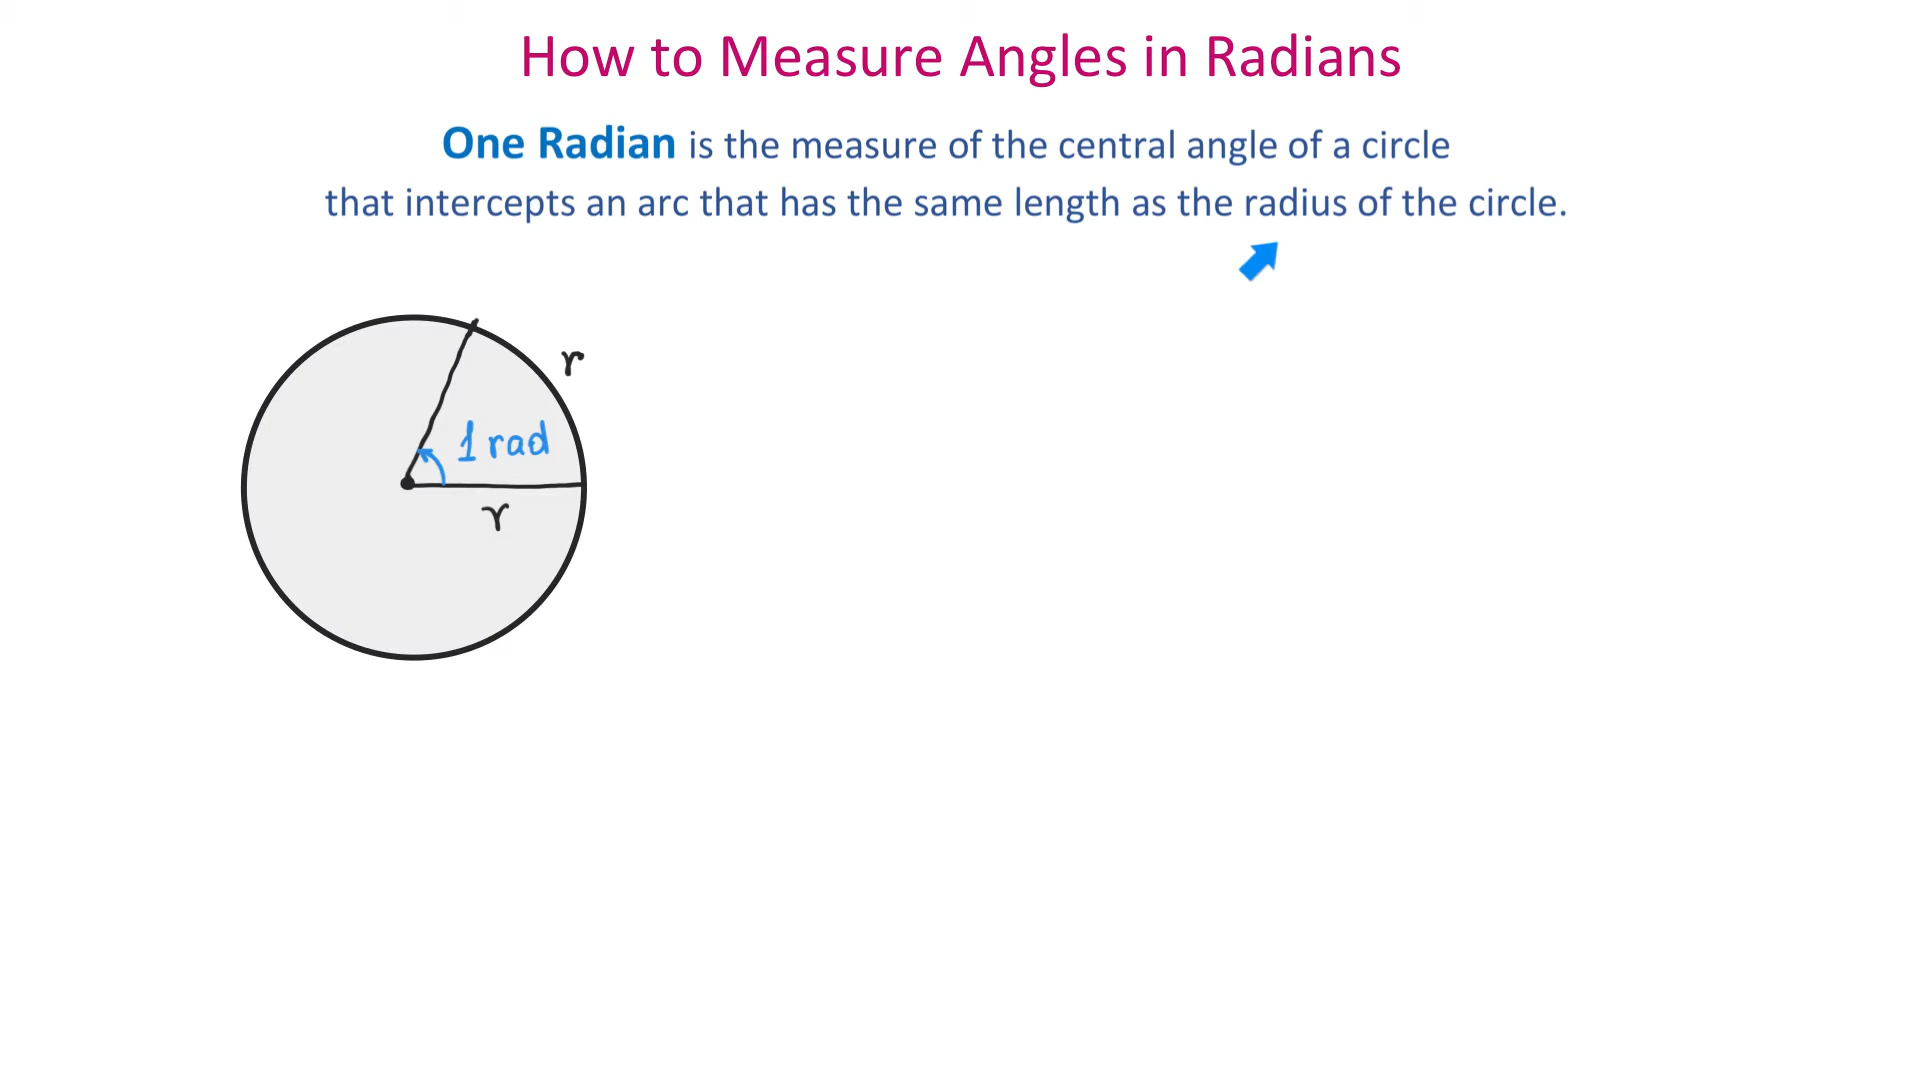 How to Measure Angles in Radians
One Radian is the measure of the central angle of a circle
that intercepts an arc that has the same length as the radius of the circle.
r
1 rad
r